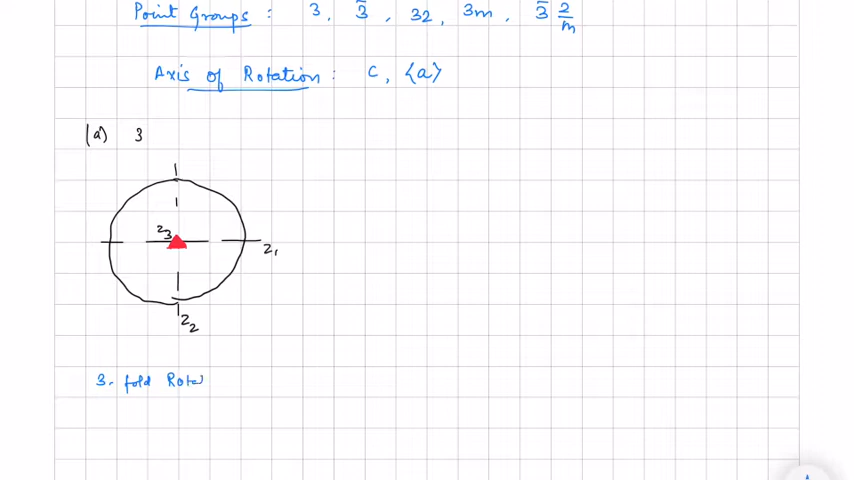 Point Groups : 3, 3̅, 32, 3m, 3̅ 2/m
Axis of Rotation : c, ⟨a⟩
(a) 3
z₃
z₁
z₂
3-fold Rota